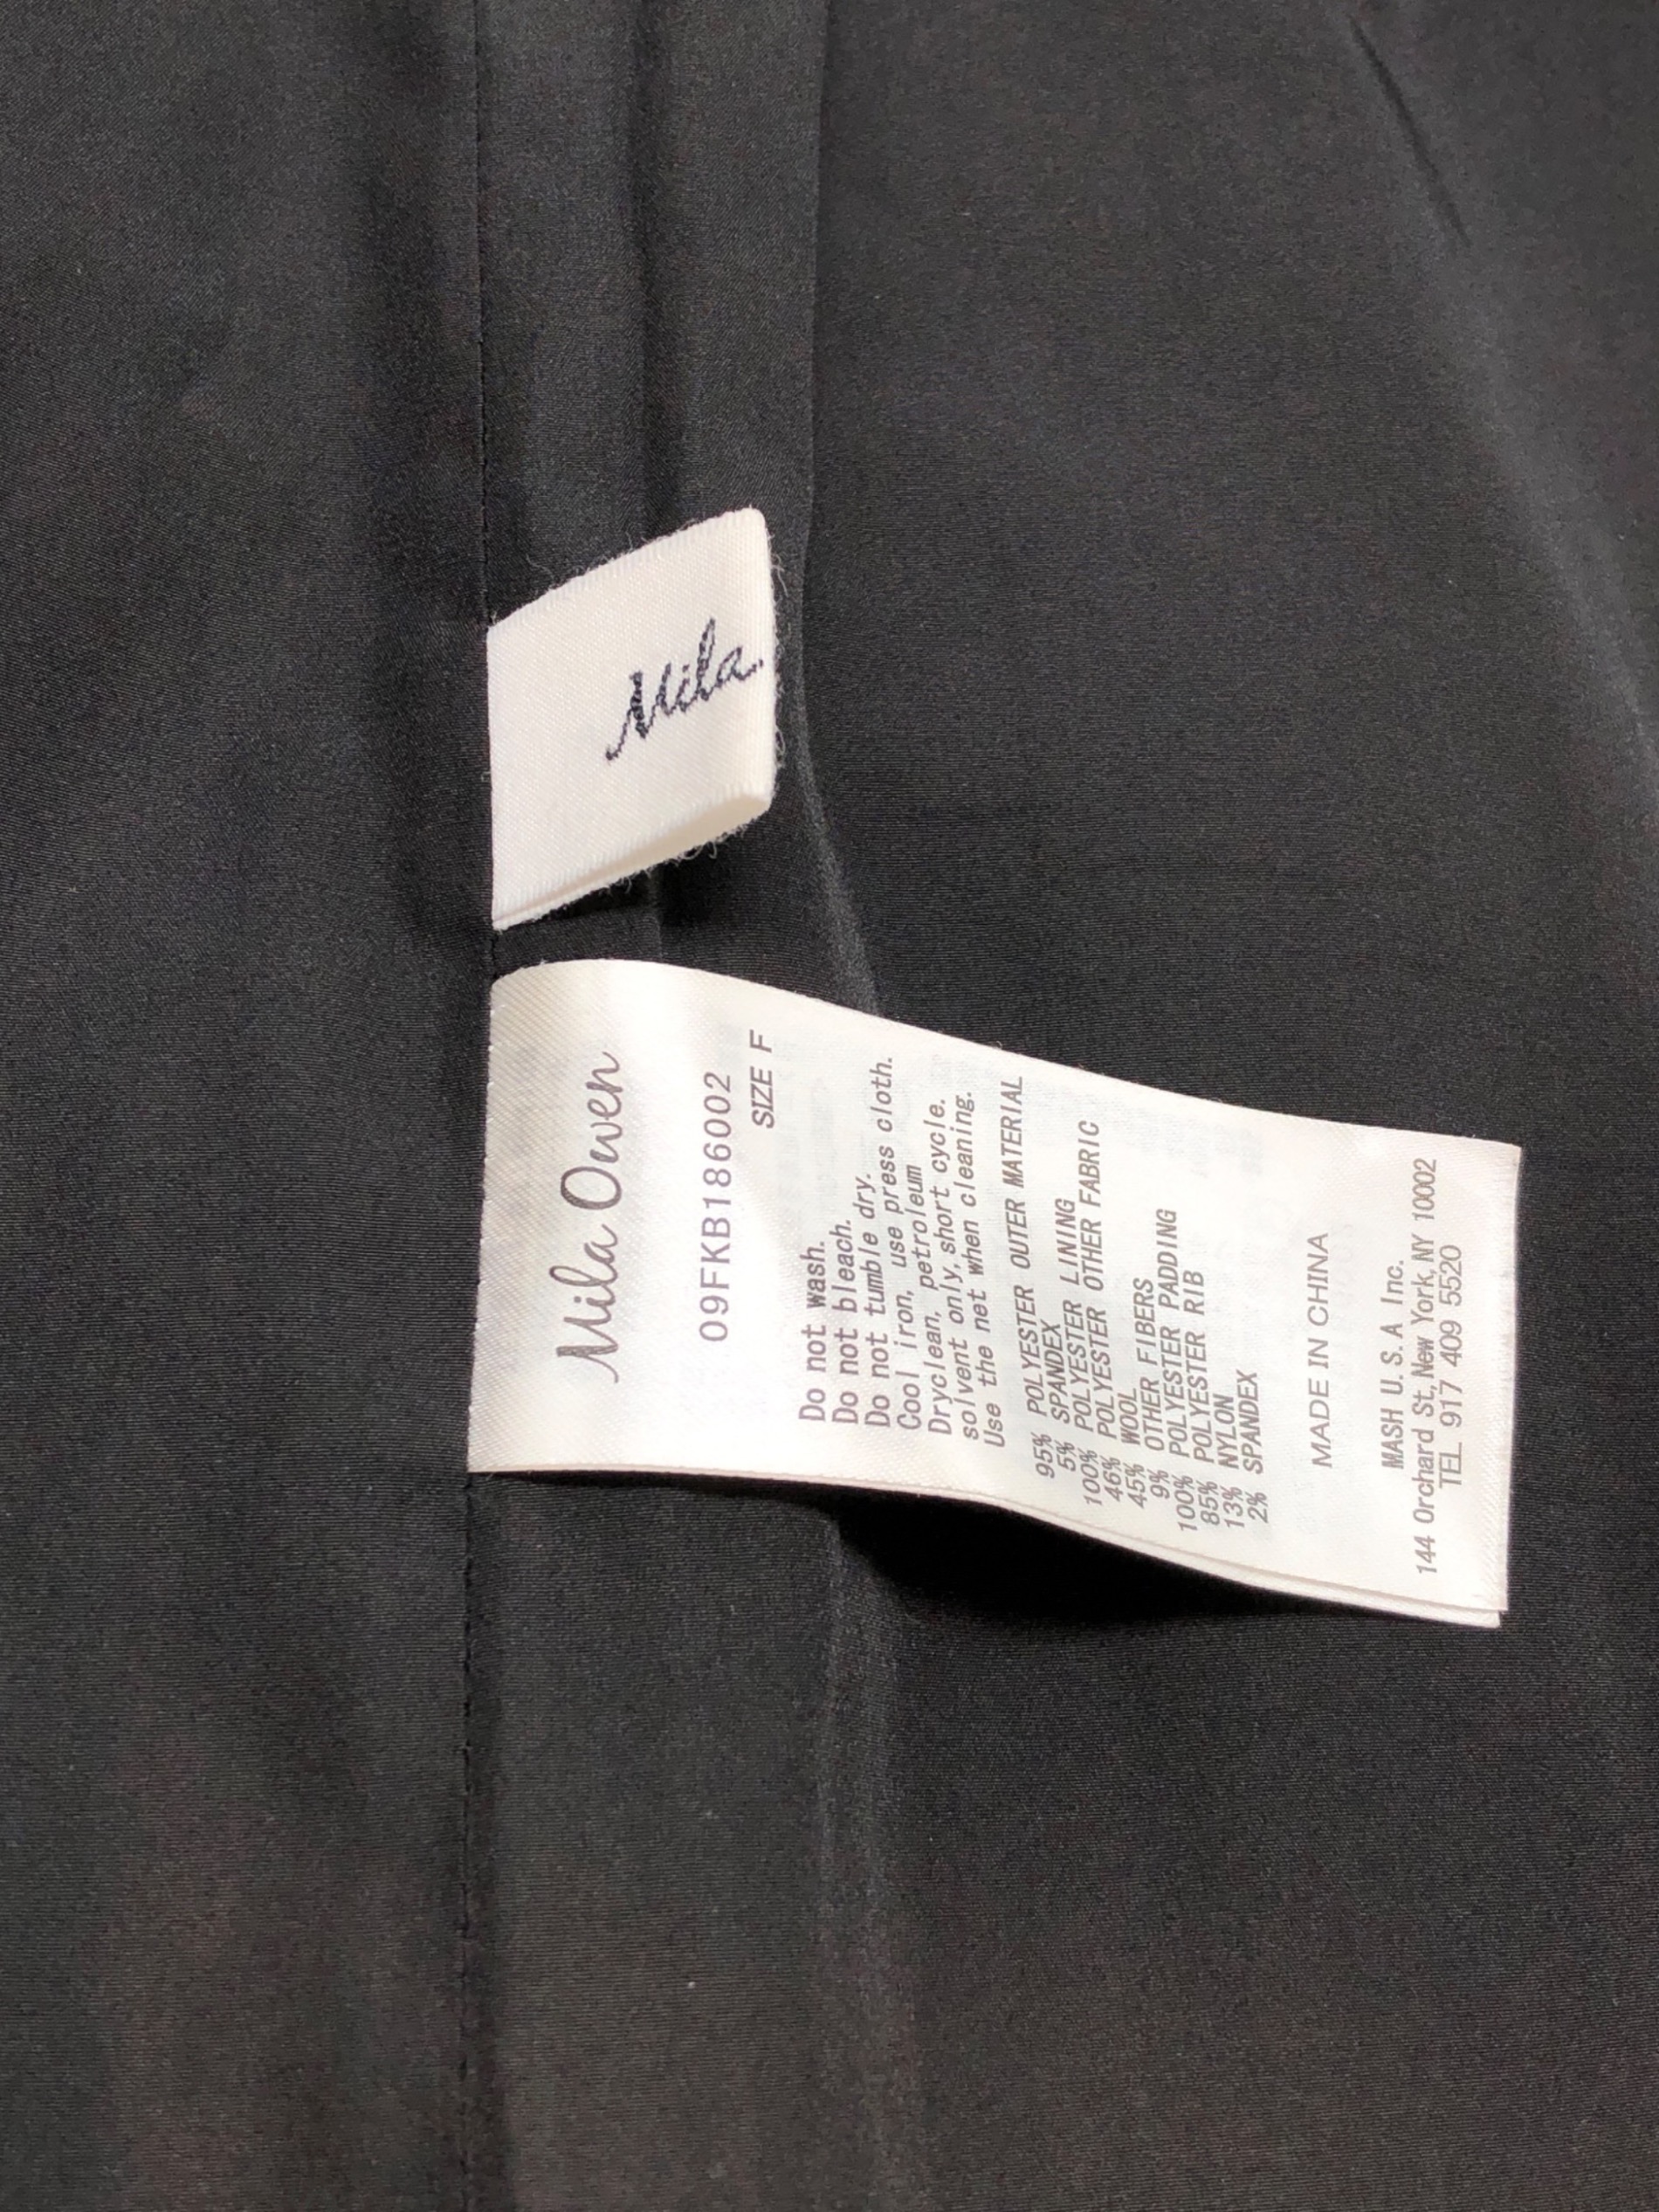 Mila
Mila Owen
09FKB186002
SIZE F
Do not wash.
Do not bleach.
Do not tumble dry.
Cool iron, use press cloth.
Dryclean, petroleum
solvent only, short cycle.
Use the net when cleaning.
95% POLYESTER OUTER MATERIAL
5% SPANDEX
100% POLYESTER LINING
46% POLYESTER OTHER FABRIC
45% WOOL
9% OTHER FIBERS
100% POLYESTER PADDING
85% POLYESTER RIB
13% NYLON
2% SPANDEX
MADE IN CHINA
MASH U.S.A Inc.
144 Orchard St, New York, NY 10002
TEL 917 409 5520